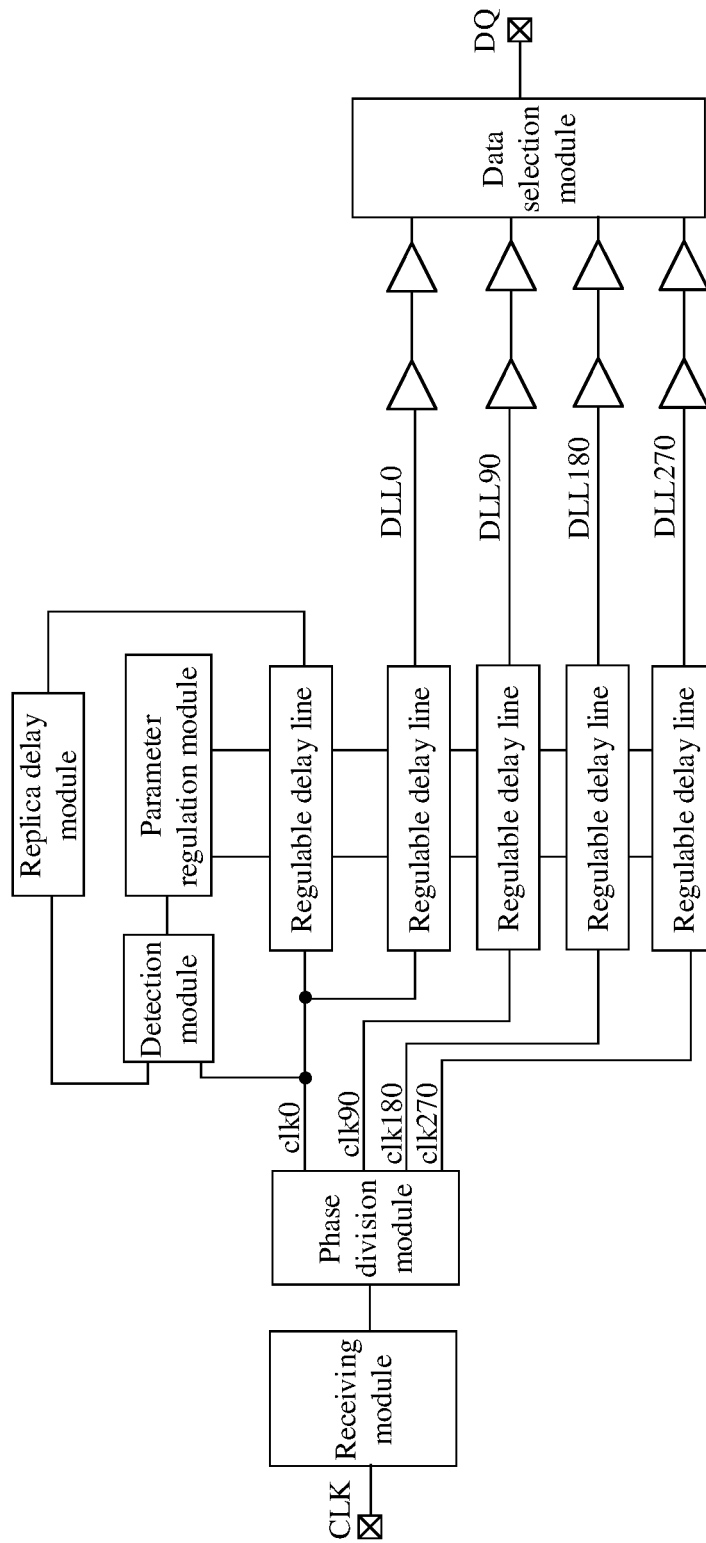 CLK
Receiving
module
Phase
division
module
clk0
clk90
clk180
clk270
Detection
module
Replica delay
module
Parameter
regulation module
Regulable delay line
Regulable delay line
Regulable delay line
Regulable delay line
Regulable delay line
DLL0
DLL90
DLL180
DLL270
Data
selection
module
DQ